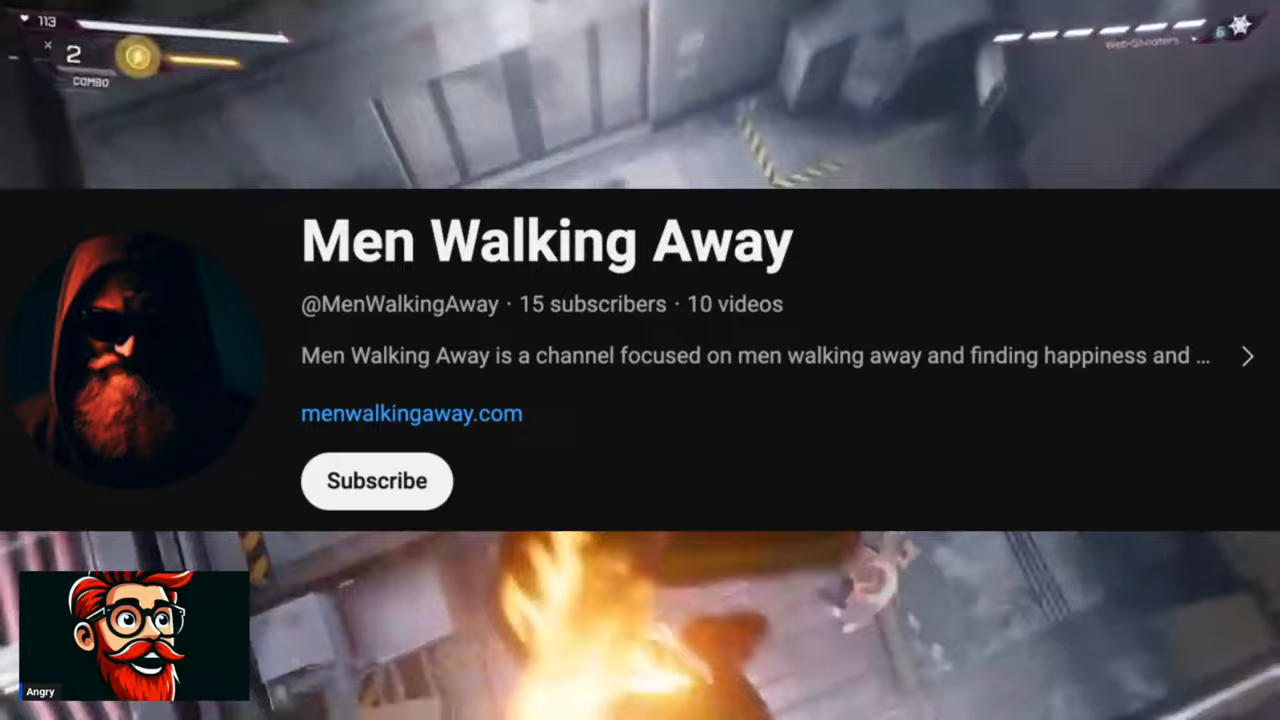 113
× 2
COMBO
Web-Shooters
6
Men Walking Away
@MenWalkingAway · 15 subscribers · 10 videos
Men Walking Away is a channel focused on men walking away and finding happiness and ...
menwalkingaway.com
Subscribe
Angry